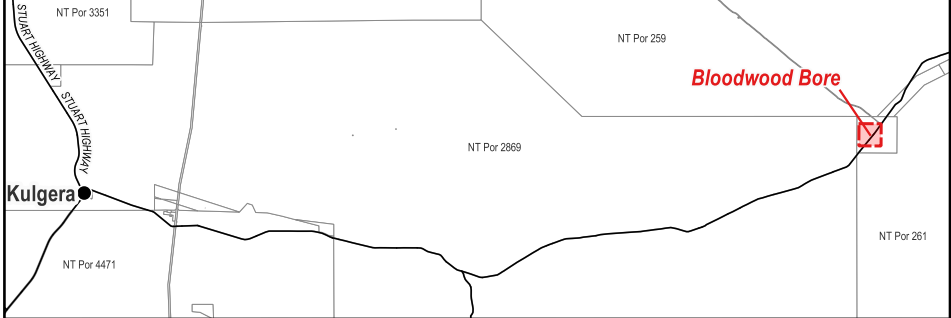 NT Por 3351
STUART HIGHWAY
STUART HIGHWAY
NT Por 259
Bloodwood Bore
NT Por 2869
Kulgera
NT Por 261
NT Por 4471